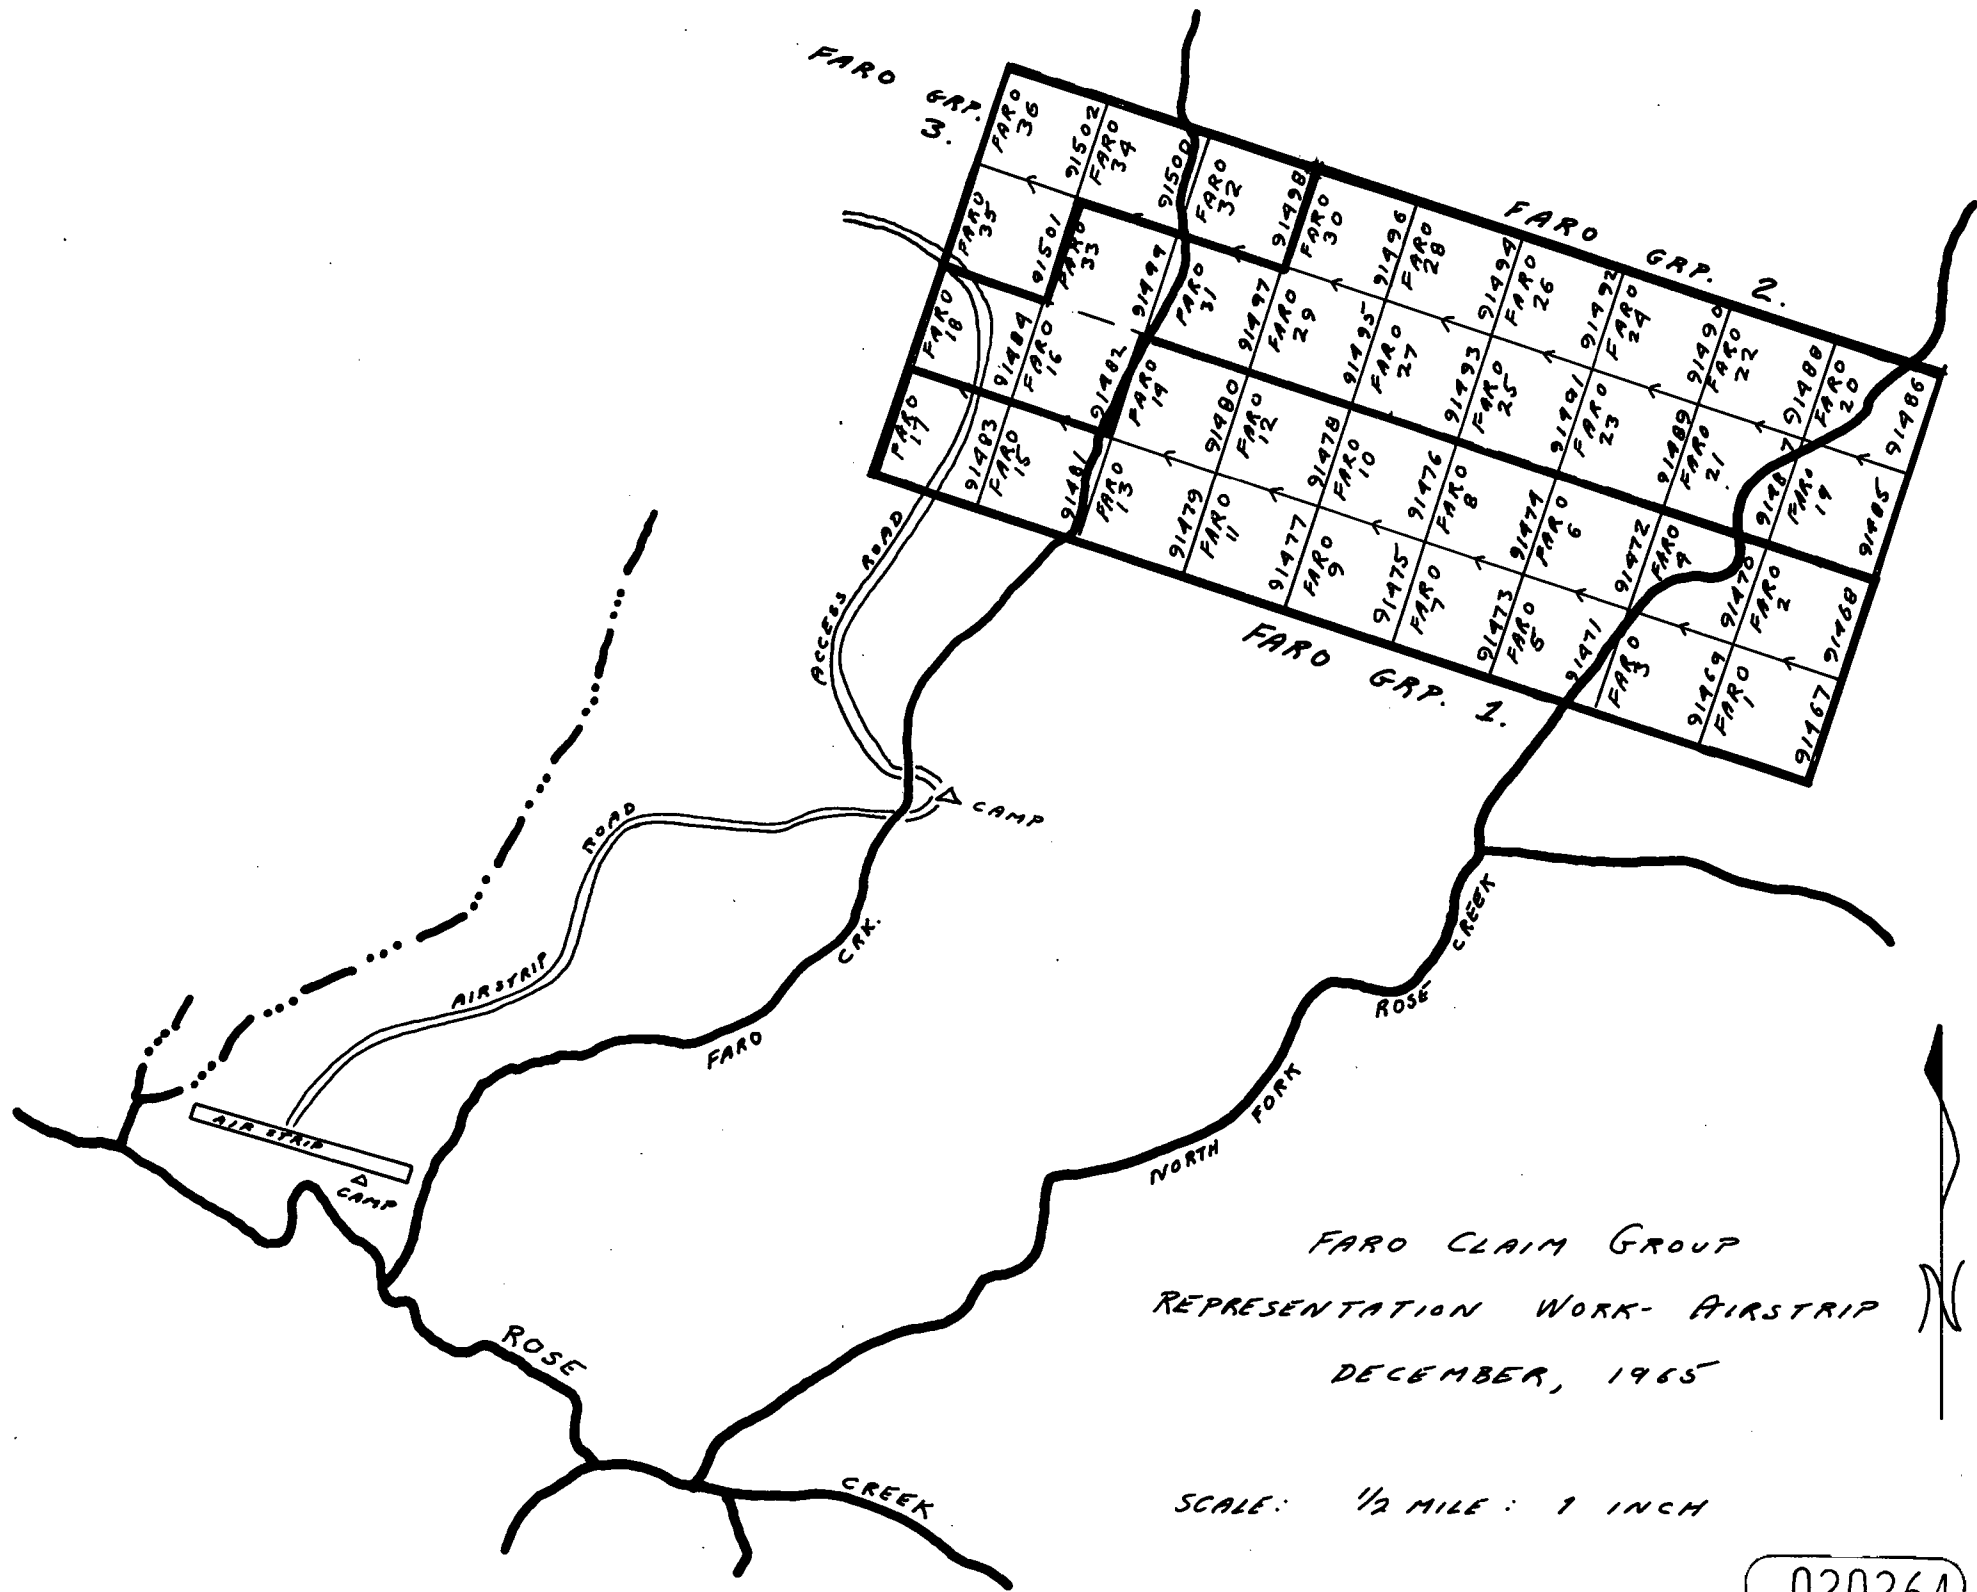 FARO GRP. 3.
FARO 36
91502
FARO 34
91500
FARO 32
91498
FARO 30
91496
FARO 28
91494
FARO 26
91492
FARO 24
91490
FARO 22
91488
FARO 20
91486
FARO GRP. 2.
FARO 35
91501
FARO 33
91499
FARO 31
91497
FARO 29
91495
FARO 27
91493
FARO 25
91491
FARO 23
91489
FARO 21
91487
FARO 19
91485
FARO 18
91484
FARO 16
91482
FARO 14
91480
FARO 12
91478
FARO 10
91476
FARO 8
91474
FARO 6
91472
FARO 4
91470
FARO 2
91468
FARO 17
91483
FARO 15
91481
FARO 13
91479
FARO 11
91477
FARO 9
91475
FARO 7
91473
FARO 5
91471
FARO 3
91469
FARO 1
91467
FARO GRP. 1.
ACCESS ROAD
CAMP
AIRSTRIP ROAD
FARO CRK.
NORTH FORK ROSE CREEK
AIR STRIP
CAMP
ROSE CREEK
N
FARO CLAIM GROUP
REPRESENTATION WORK- AIRSTRIP
DECEMBER, 1965
SCALE: 1/2 MILE : 1 INCH
020264